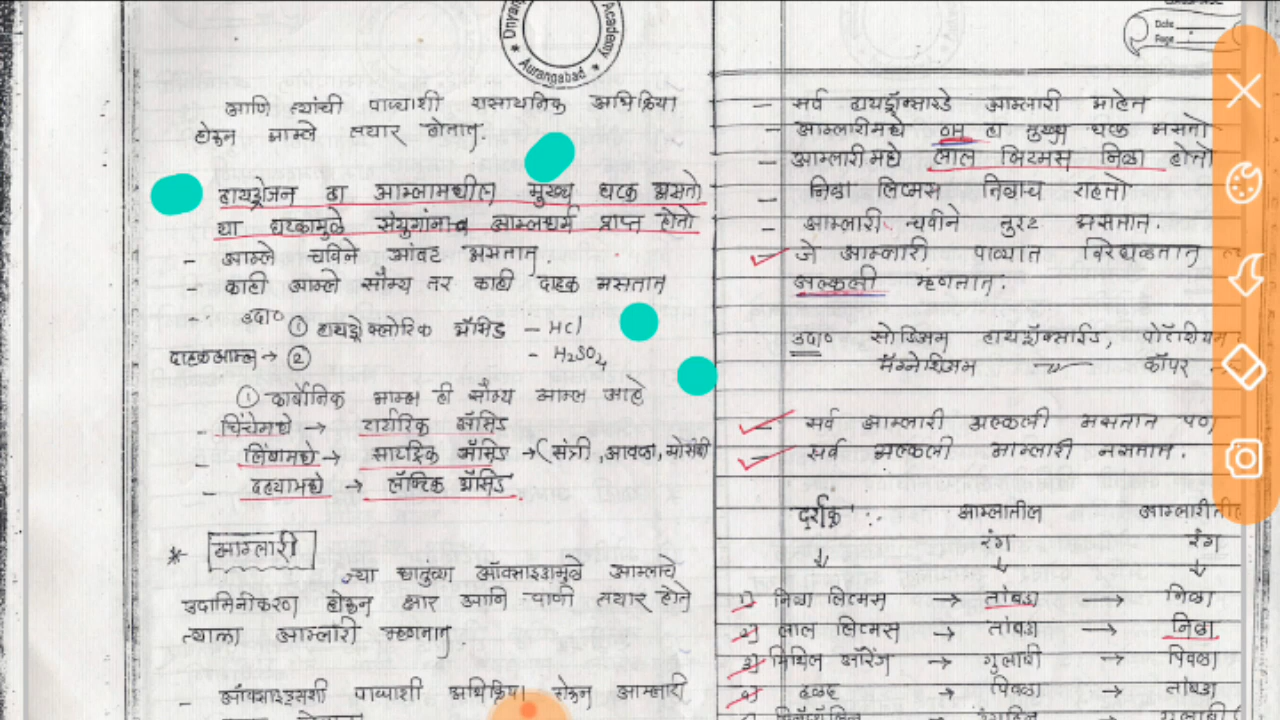 Dnyan
Academy
Aurangabad
आणि त्यांची पाण्याशी रासायनिक अभिक्रिया
होऊन आम्ले तयार होतात.
हायड्रोजन हा आम्लामधील मुख्य घटक असतो.
या घटकामुळे संयुगांना आम्लधर्म प्राप्त होतो
- आम्ले चविने आंबट असतात
- काही आम्ले सौम्य तर काही दाहक असतात
उदा०
① हायड्रोक्लोरिक ॲसिड - HCl
दाहकआम्ल → ② - H₂SO₄
① कार्बोनिक आम्ल ही सौम्य आम्ल आहे
- चिंचेमधे → टार्टारिक ॲसिड
- लिंबामधे → सायट्रिक ॲसिड → (संत्री, आवळा, मोसंबी
- दह्यामधे → लॅक्टिक ॲसिड.
* आम्लारी
ज्या धातुंच्या ऑक्साइडमुळे आम्लाचे
उदासिनीकरण होऊन क्षार आणि पाणी तयार होते
त्याला आम्लारी म्हणतात.
- पाण्याशी अभिक्रिया होऊन आम्लारी
Date
Page
- सर्व हायड्रॉक्साइडे आम्लारी आहेत
- आम्लारीमधे OH हा मुख्य घटक असतो
- आम्लारीमधे लाल लिटमस निळा होतो
- निळा लिटमस निळाच राहतो
- आम्लारी चवीने तुरट असतात.
- जे आम्लारी पाण्यात विरघळतात
अल्कली म्हणतात.
उदा० सोडिअम हायड्रॉक्साईड, पोटॅशियम
मॅग्नेशिअम -"- कॉपर
- सर्व आम्लारी अल्कली नसतात पण
- सर्व अल्कली आम्लारी असतात.
दर्शक :- आम्लातील आम्लारीती
रंग रंग
↓ ↓ ↓
1) निळा लिटमस → तांबडा → निळा
2) लाल लिटमस → तांबडा → निळा
3) मिथिल ऑरेंज → गुलाबी → पिवळा
4) हळद → पिवळा → तांबडा